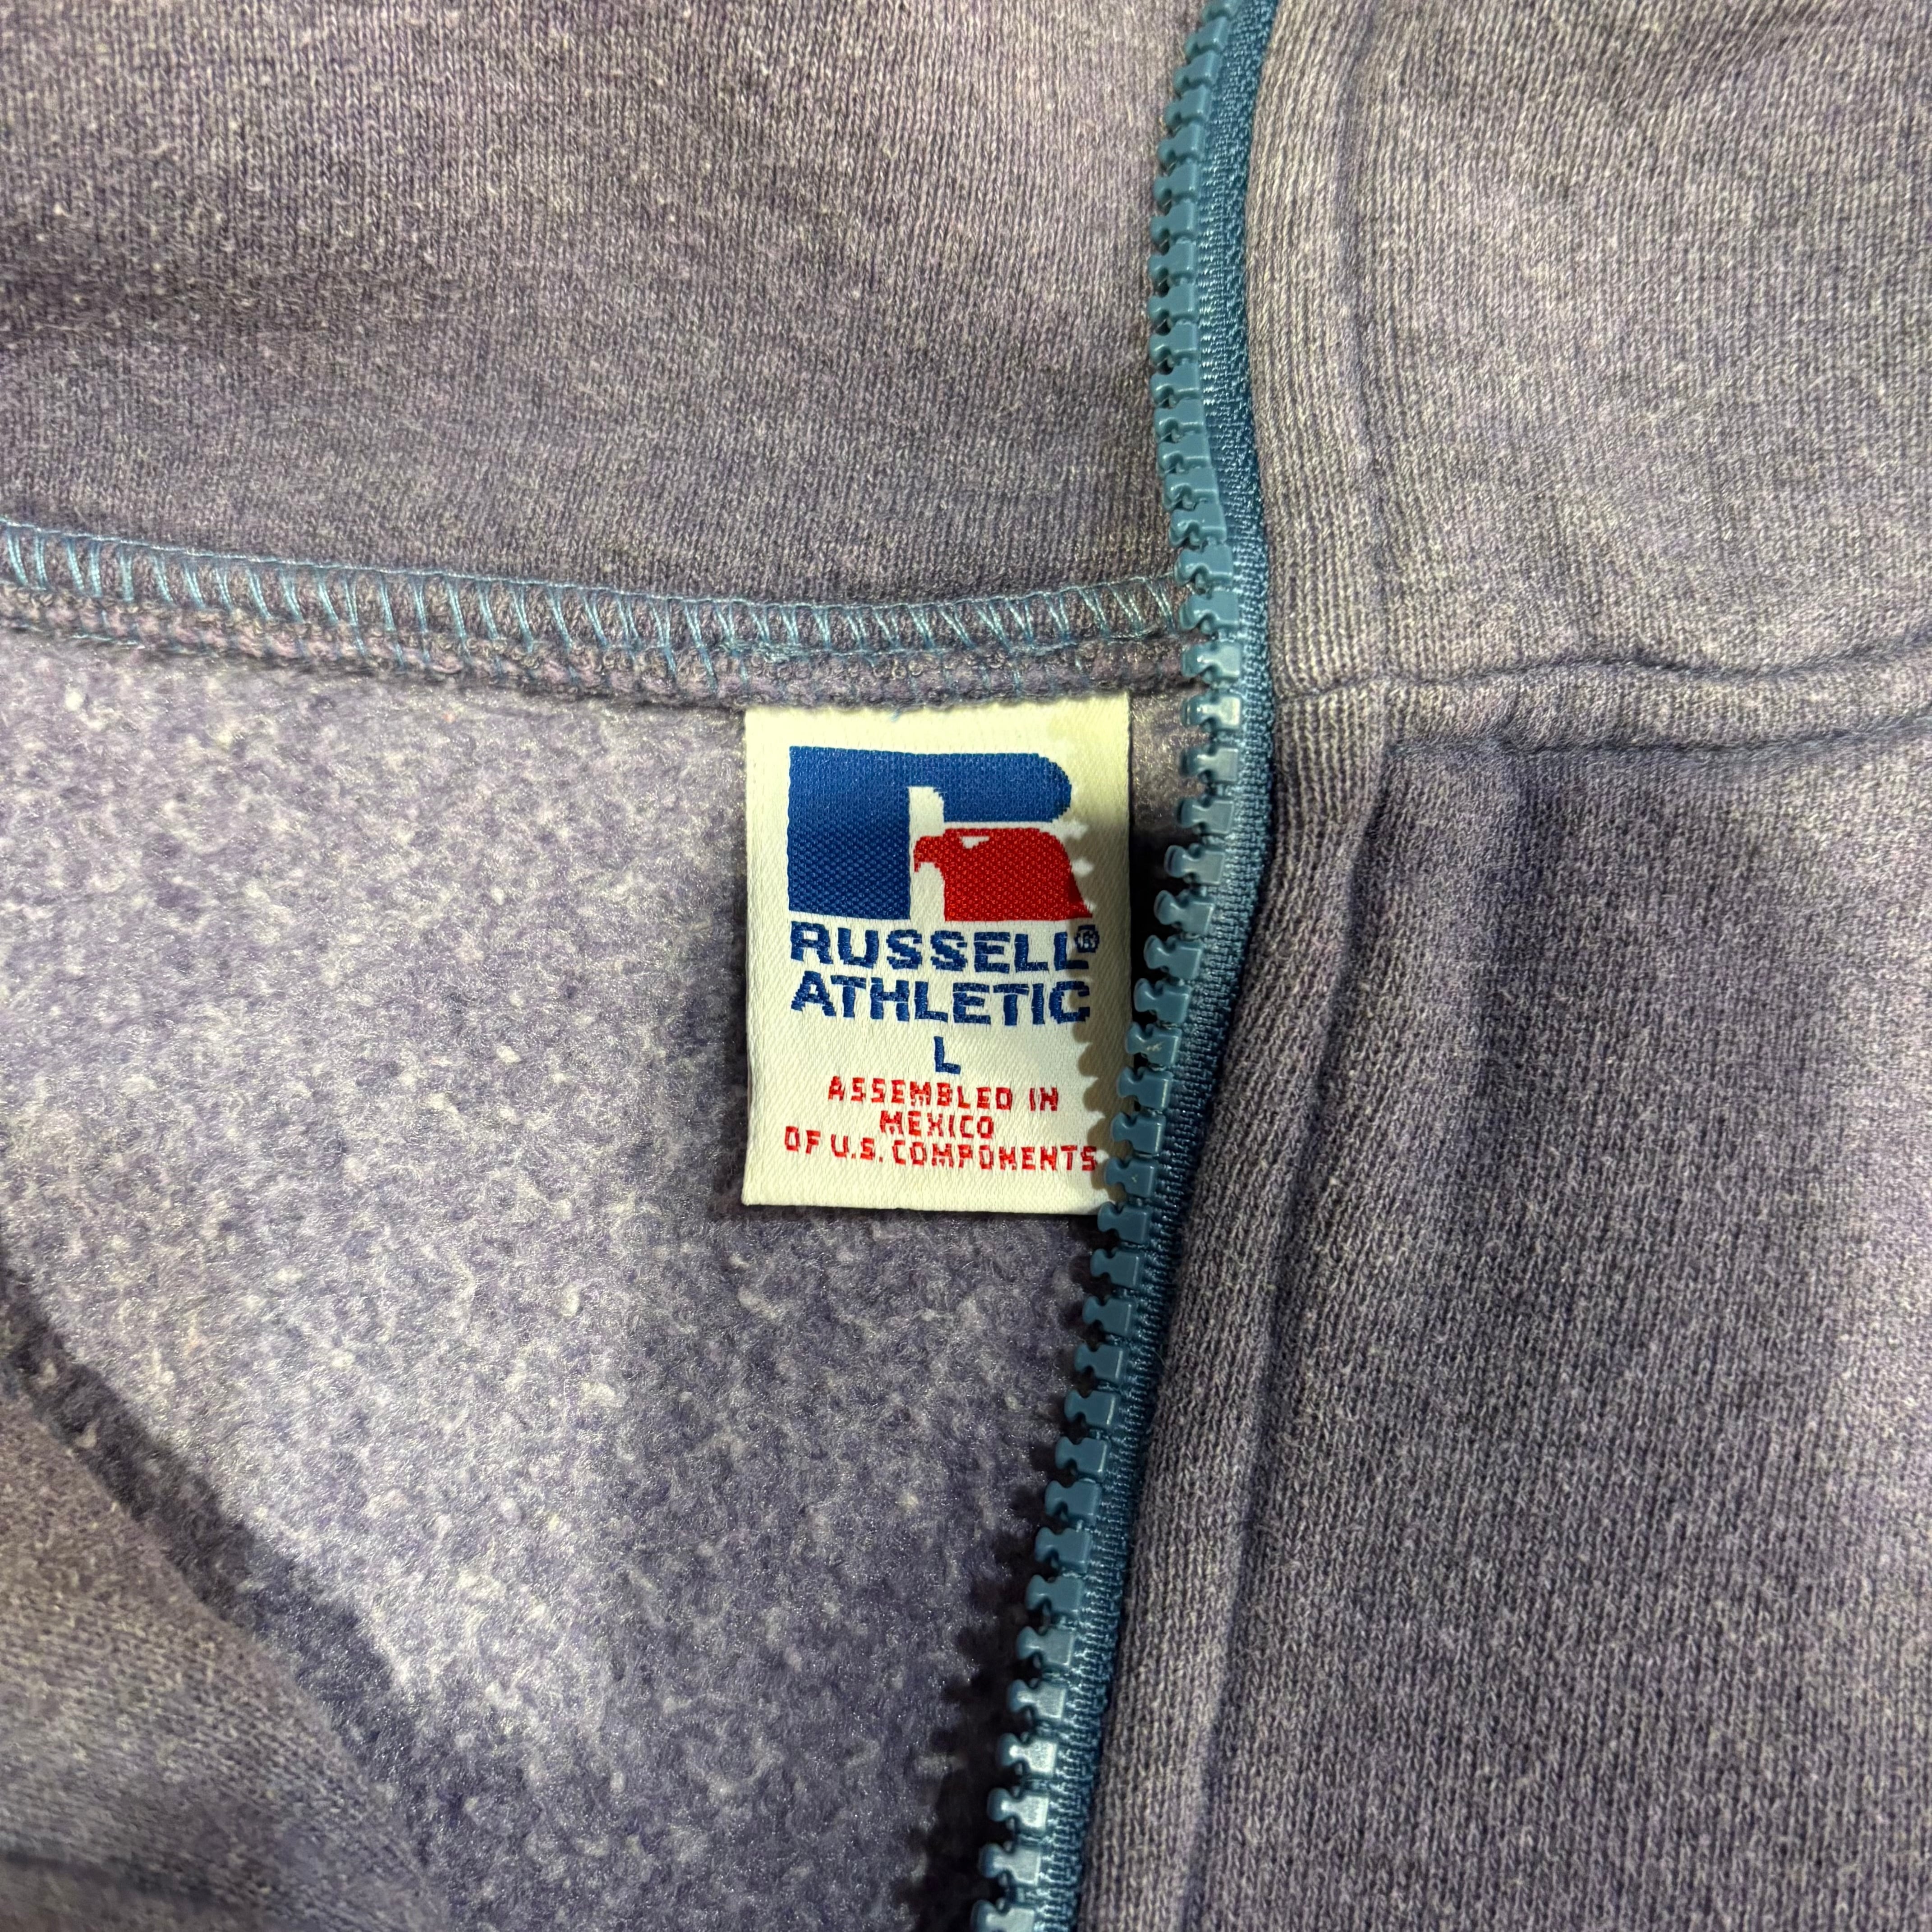 RUSSELL®
ATHLETIC
L
ASSEMBLED IN
MEXICO
OF U.S. COMPONENTS